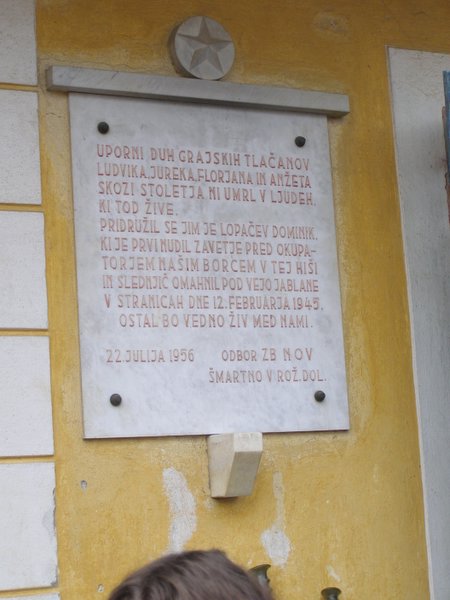 UPORNI DUH GRAJSKIH TLAČANOV
LUDVIKA, JUREKA, FLORJANA IN ANŽETA
SKOZI STOLETJA NI UMRL V LJUDEH,
KI TOD ŽIVE.
PRIDRUŽIL SE JIM JE LOPAČEV DOMINIK,
KI JE PRVI NUDIL ZAVETJE PRED OKUPA-
TORJEM NAŠIM BORCEM V TEJ HIŠI
IN SLEDNJIČ OMAHNIL POD VEJO JABLANE
V STRANICAH DNE 12. FEBRUARJA 1945.
OSTAL BO VEDNO ŽIV MED NAMI.
22. JULIJA 1956 ODBOR ZB NOV
ŠMARTNO V ROŽ. DOL.